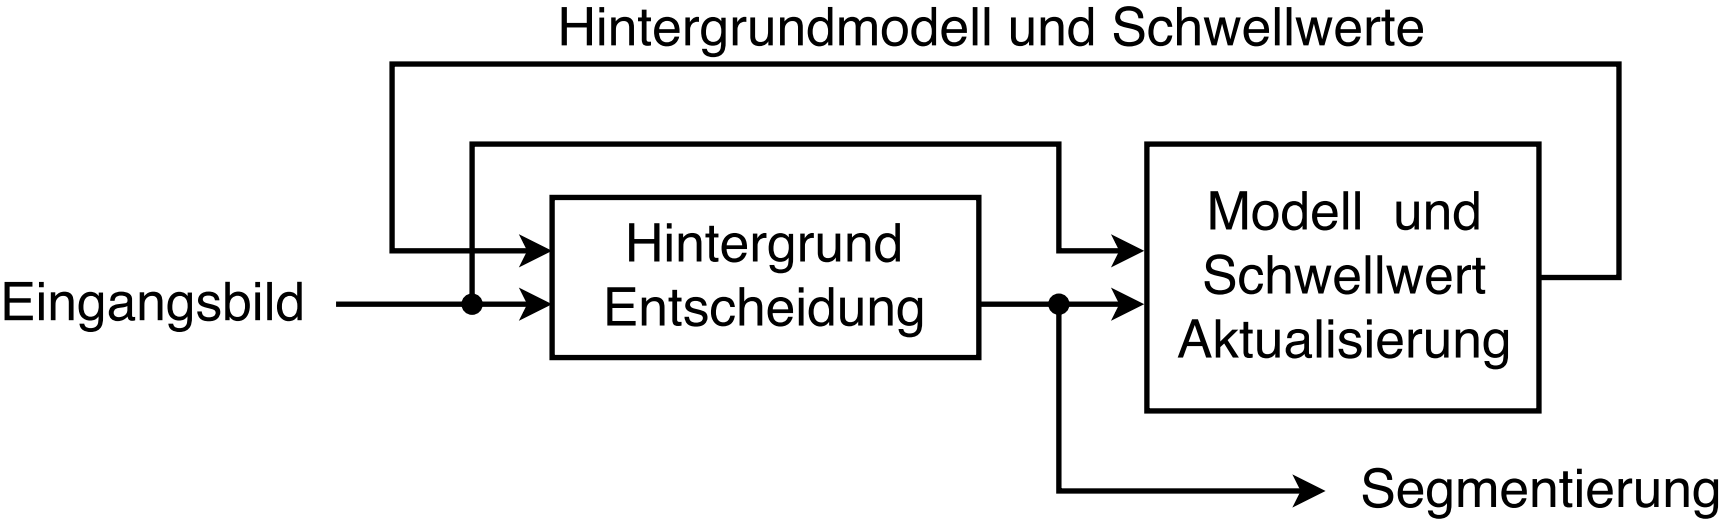 Hintergrundmodell und Schwellwerte
Eingangsbild
Hintergrund
Entscheidung
Modell und
Schwellwert
Aktualisierung
Segmentierung